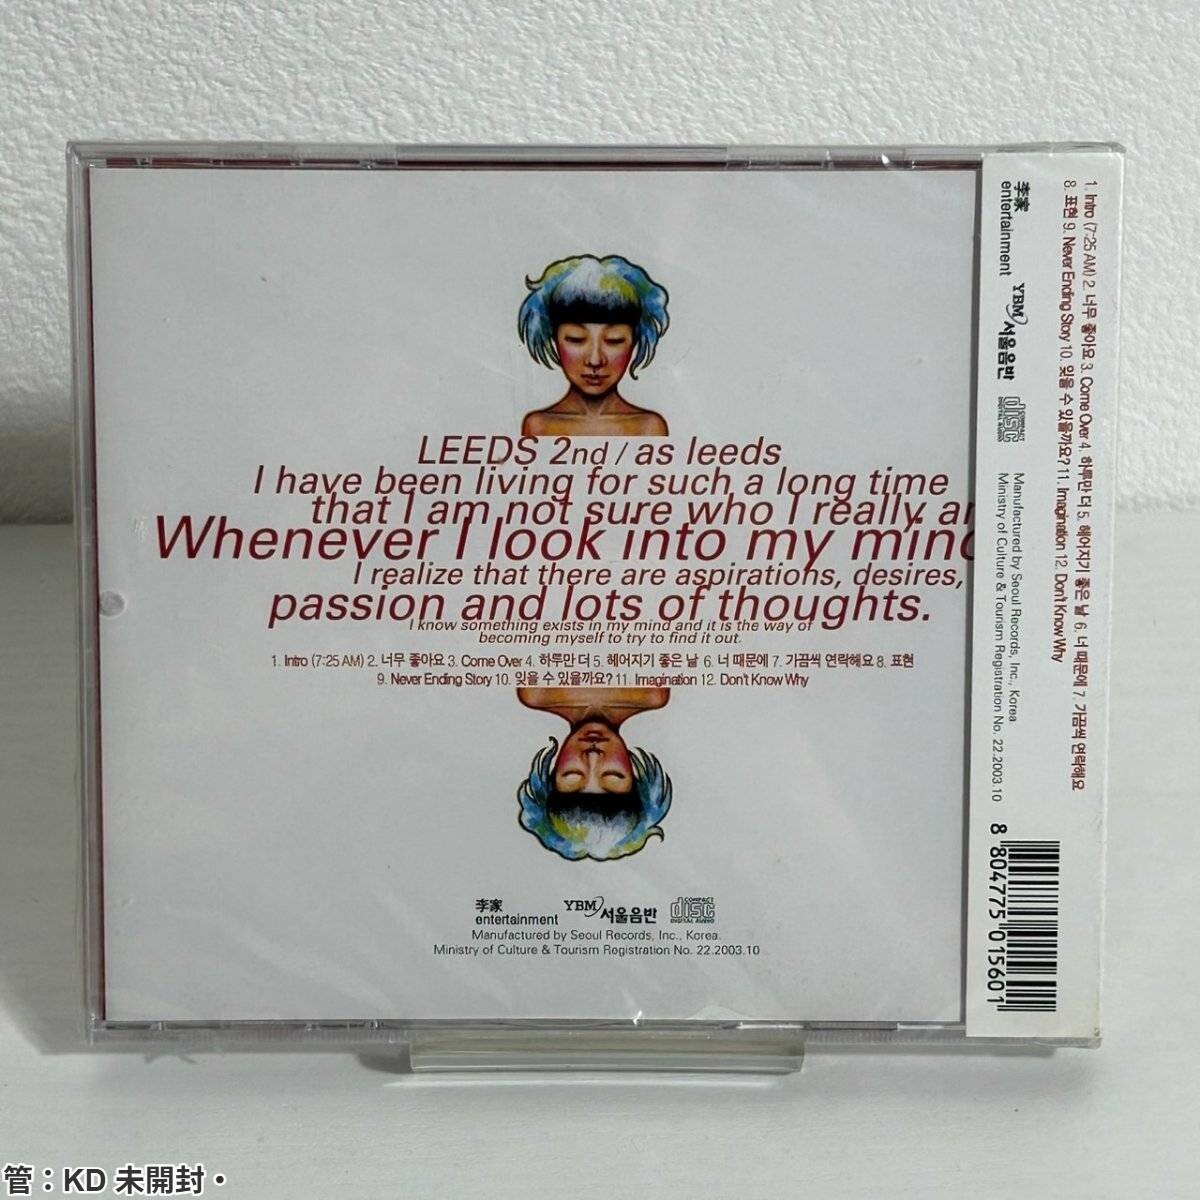 LEEDS 2nd / as leeds
I have been living for such a long time
that I am not sure who I really am
Whenever I look into my mind
I realize that there are aspirations, desires,
passion and lots of thoughts.
I know something exists in my mind and it is the way of
becoming myself to try to find it out.
1. Intro (7:25 AM) 2. 너무 좋아요 3. Come Over 4. 하루만 더 5. 헤어지기 좋은 날 6. 너 때문에 7. 가끔씩 연락해요 8. 표현
9. Never Ending Story 10. 잊을 수 있을까요? 11. Imagination 12. Don't Know Why
李家
entertainment
YBM 서울음반
COMPACT
disc
DIGITAL AUDIO
Manufactured by Seoul Records, Inc., Korea.
Ministry of Culture & Tourism Registration No. 22.2003.10
1. Intro (7:25 AM) 2. 너무 좋아요 3. Come Over 4. 하루만 더 5. 헤어지기 좋은 날 6. 너 때문에 7. 가끔씩 연락해요
8. 표현 9. Never Ending Story 10. 잊을 수 있을까요? 11. Imagination 12. Don't Know Why
李家
entertainment
YBM 서울음반
COMPACT
disc
DIGITAL AUDIO
Manufactured by Seoul Records, Inc., Korea.
Ministry of Culture & Tourism Registration No. 22.2003.10
8 804775 015601
管：KD 未開封・